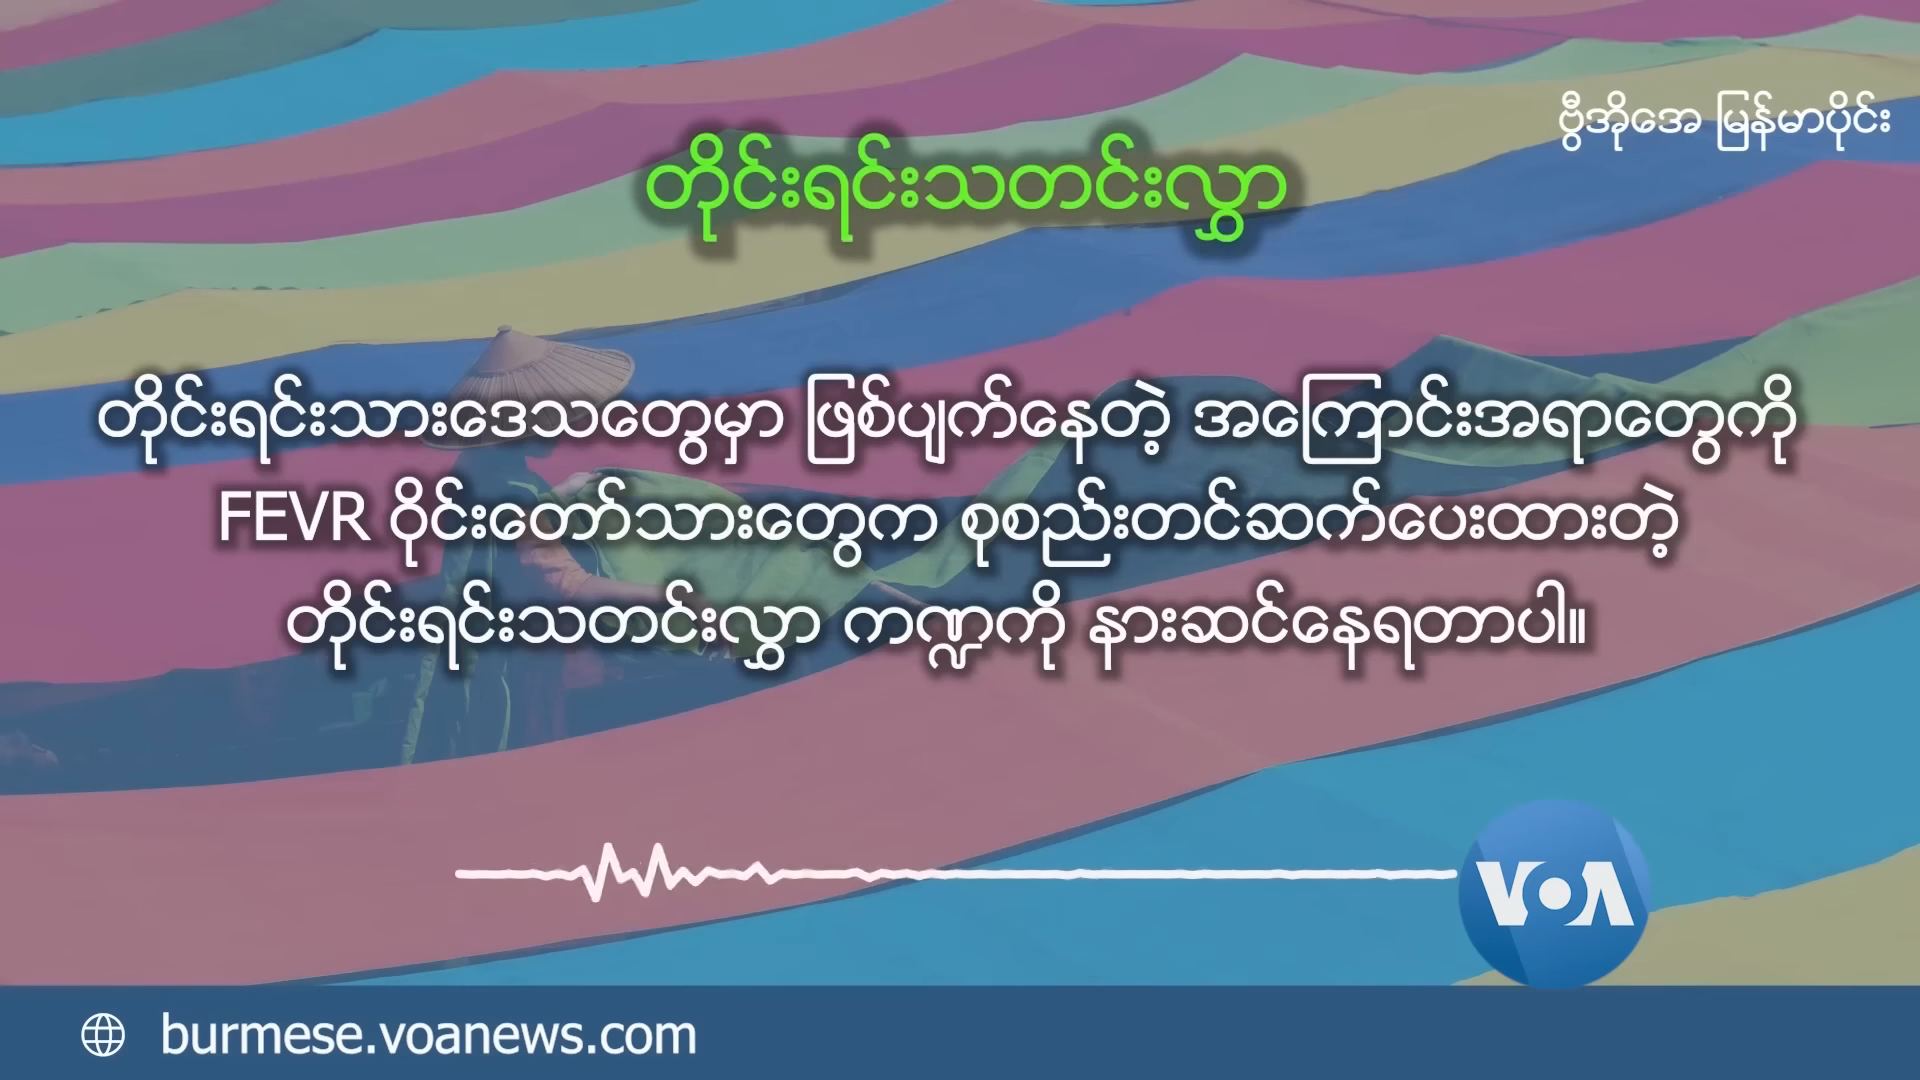 ဗွီအိုအေ မြန်မာပိုင်း
တိုင်းရင်းသတင်းလွှာ
တိုင်းရင်းသားဒေသတွေမှာ ဖြစ်ပျက်နေတဲ့ အကြောင်းအရာတွေကို
FEVR ဝိုင်းတော်သားတွေက စုစည်းတင်ဆက်ပေးထားတဲ့
တိုင်းရင်းသတင်းလွှာ ကဏ္ဍကို နားဆင်နေရတာပါ။
VOA
burmese.voanews.com